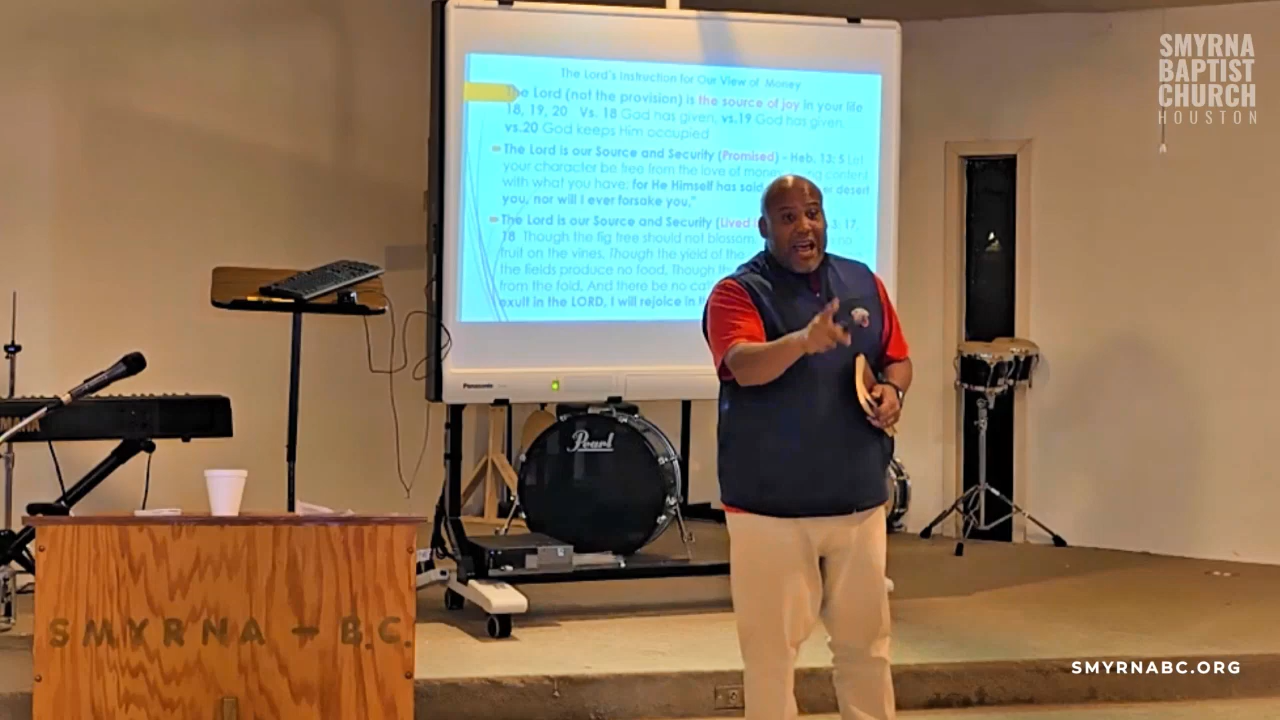 SMYRNA
BAPTIST
CHURCH
HOUSTON
The Lord's Instruction for Our View of Money
The Lord (not the provision) is the source of joy in your life
18, 19, 20 Vs. 18 God has given, vs.19 God has given,
vs.20 God keeps Him occupied
The Lord is our Source and Security (Promised) - Heb. 13: 5 Let
your character be free from the love of money content
with what you have, for He Himself has said desert
you, nor will I ever forsake you,"
The Lord is our Source and Security (Lived 17,
18 Though the fig tree should not blossom, no
fruit on the vines, Though the yield of the
the fields produce no food, Though
from the fold, And there be no
exult in the LORD, I will rejoice in
Panasonic
Pearl
SMYRNA - B.C.
SMYRNABC.ORG